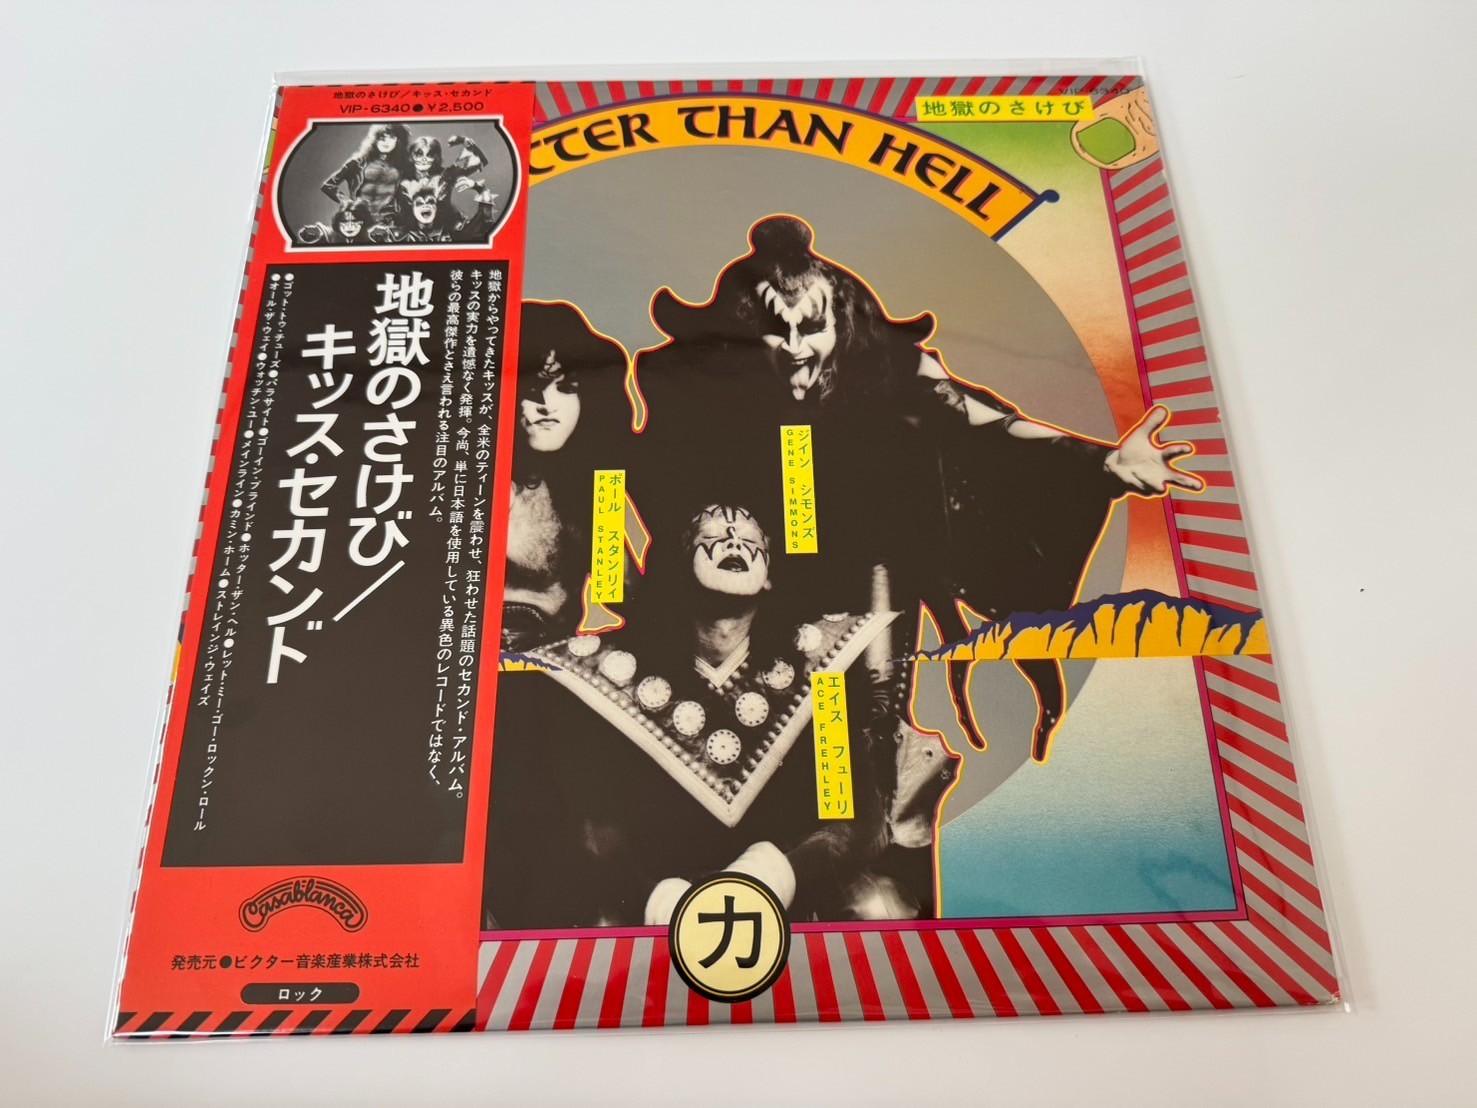 地獄のさけび/キッス・セカンド
VIP-6340●￥2,500
地獄からやってきたキッスが、全米のティーンを震わせ、狂わせた話題のセカンド・アルバム。
キッスの実力を遺憾なく発揮。今尚、単に日本語を使用している異色のレコードではなく、
彼らの最高傑作とさえ言われる注目のアルバム。
地獄のさけび/
キッス・セカンド
●ゴット・トゥ・チューズ●パラサイト●ゴーイン・ブラインド●ホッター・ザン・ヘル●レット・ミー・ゴー・ロックン・ロール
●オール・ザ・ウェイ●ウォッチン・ユー●メインライン●カミン・ホーム●ストレインジ・ウェイズ
Casablanca
発売元●ビクター音楽産業株式会社
ロック
VIP-6340
地獄のさけび
TTER THAN HELL
ジイン シモンズ
GENE SIMMONS
ポール スタンリイ
PAUL STANLEY
エイス フューリ
ACE FREHLEY
力